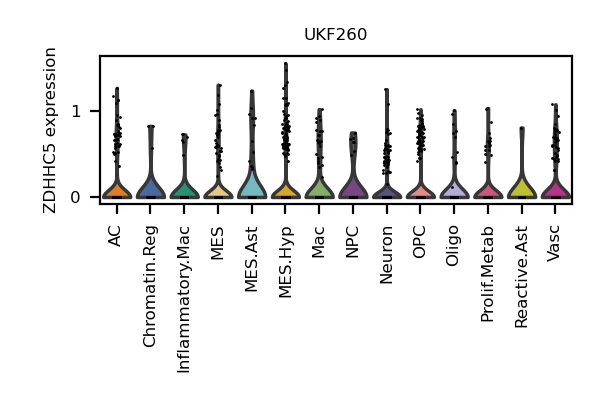 UKF260
ZDHHC5 expression
1
0
AC
Chromatin.Reg
Inflammatory.Mac
MES
MES.Ast
MES.Hyp
Mac
NPC
Neuron
OPC
Oligo
Prolif.Metab
Reactive.Ast
Vasc